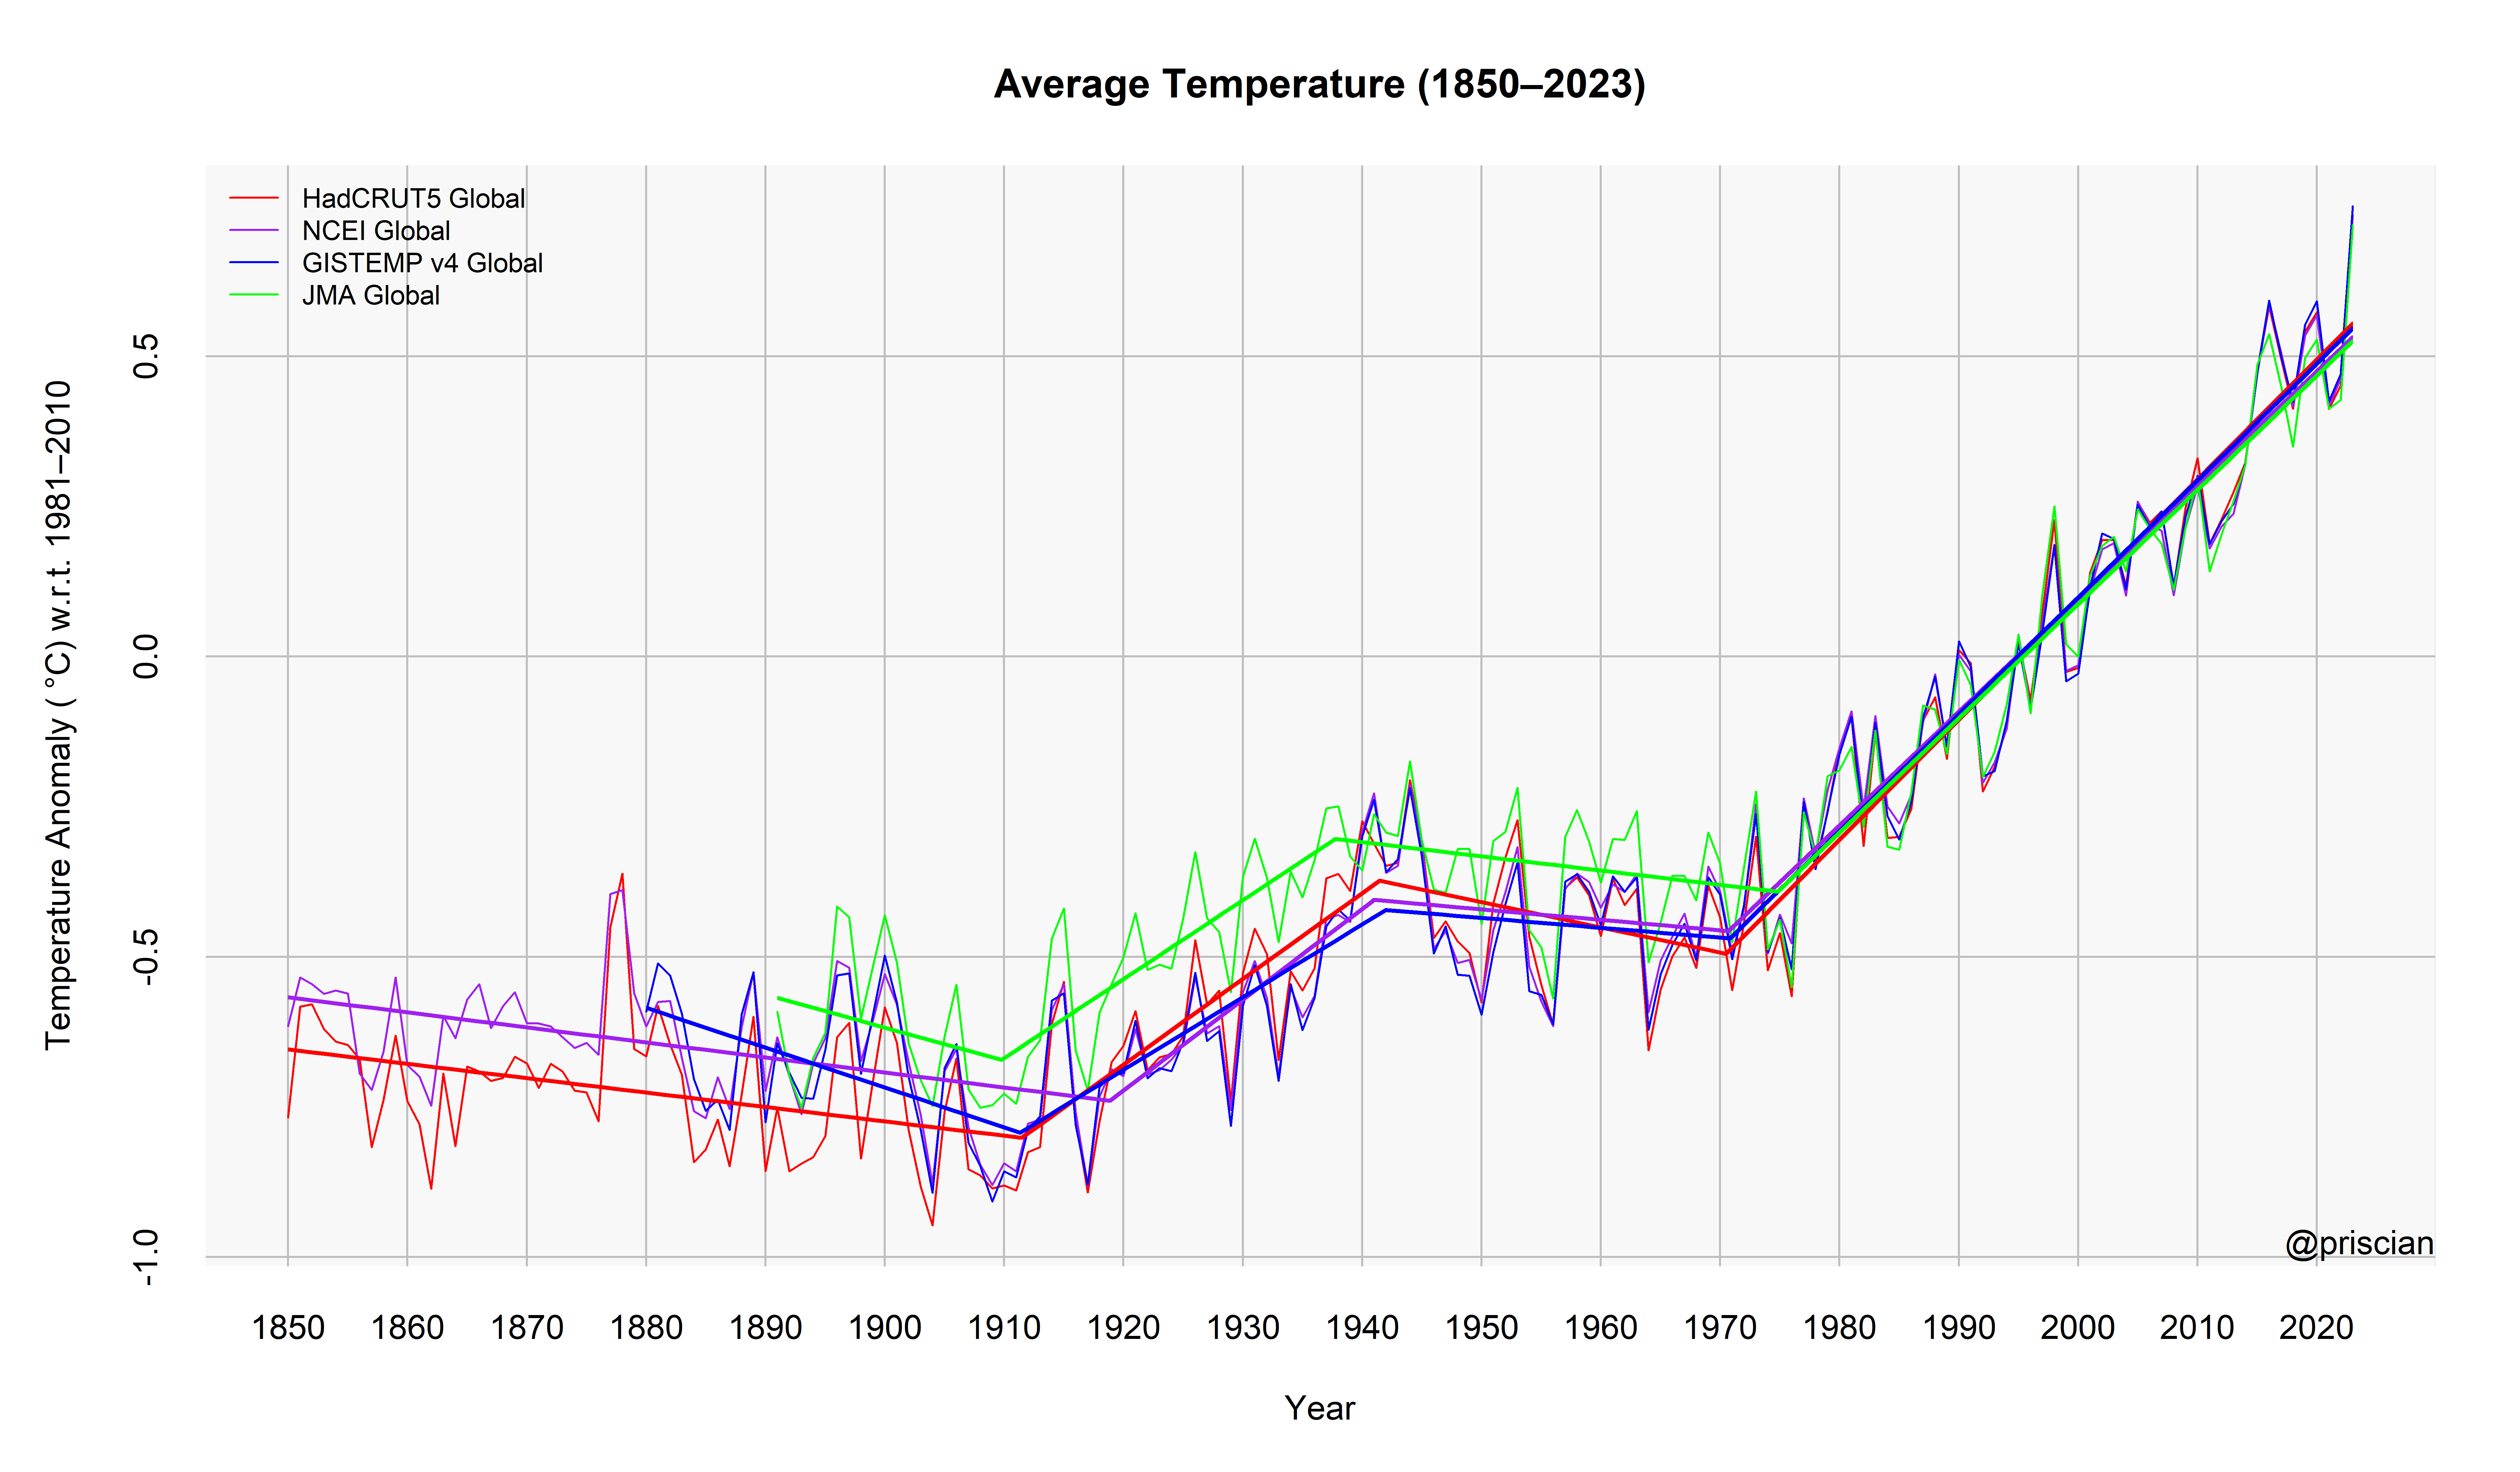 Average Temperature (1850–2023)
HadCRUT5 Global
NCEI Global
GISTEMP v4 Global
JMA Global
Temperature Anomaly (°C) w.r.t. 1981–2010
0.5
0.0
-0.5
-1.0
@priscian
1850 1860 1870 1880 1890 1900 1910 1920 1930 1940 1950 1960 1970 1980 1990 2000 2010 2020
Year